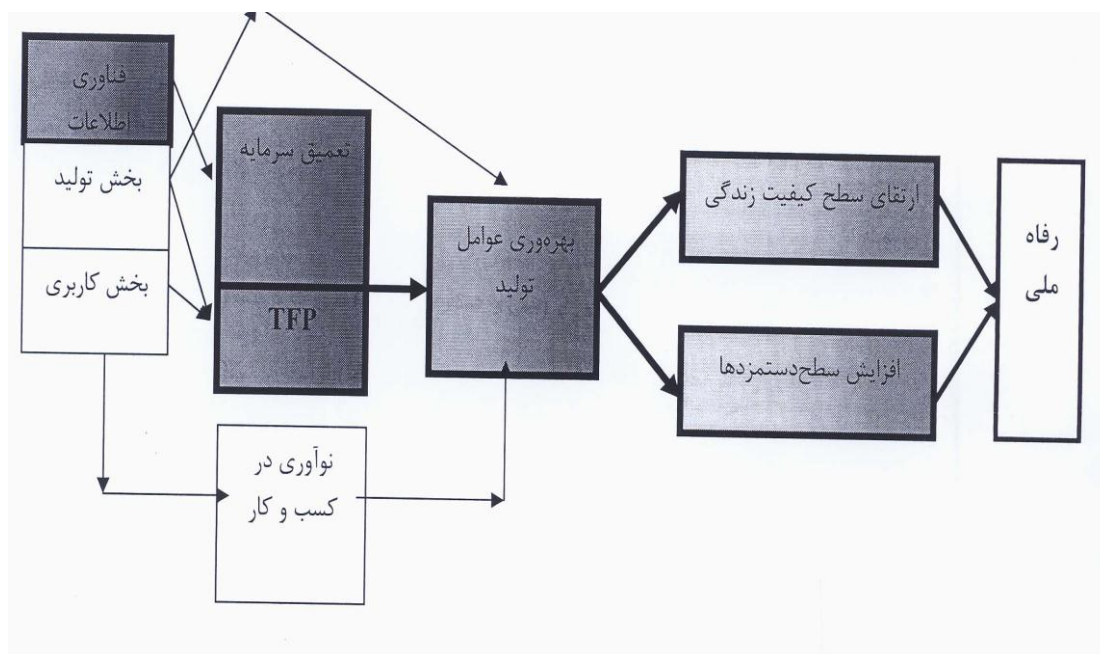 فناوری
اطلاعات
بخش تولید
بخش کاربری
تعمیق سرمایه
TFP
نوآوری در
کسب و کار
بهره‌وری عوامل
تولید
ارتقای سطح کیفیت زندگی
افزایش سطح‌دستمزدها
رفاه
ملی